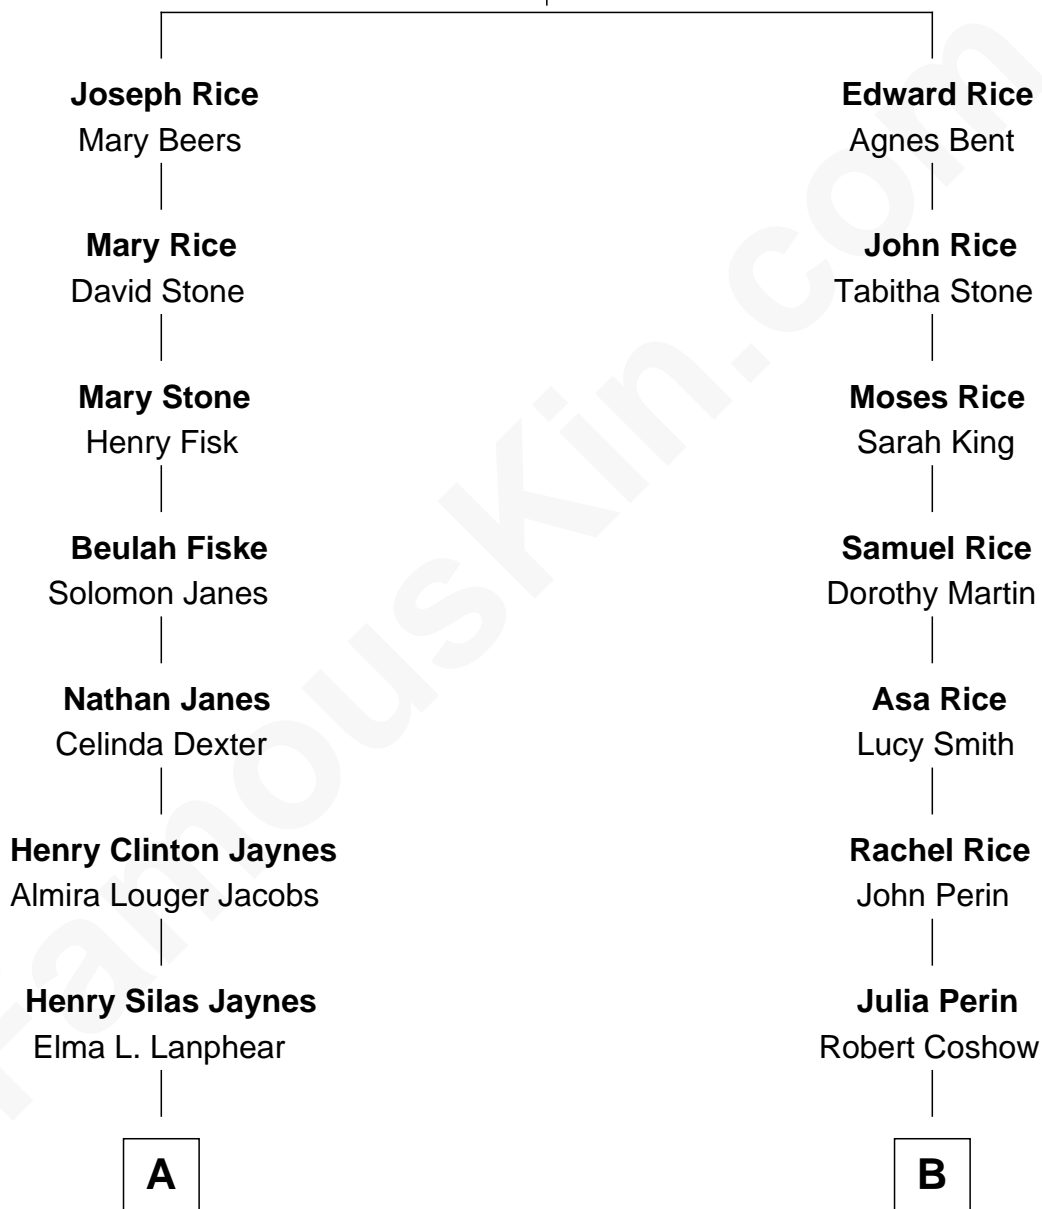 Joseph Rice
Mary Beers
Mary Rice
David Stone
Mary Stone
Henry Fisk
Beulah Fiske
Solomon Janes
Nathan Janes
Celinda Dexter
Henry Clinton Jaynes
Almira Louger Jacobs
Henry Silas Jaynes
Elma L. Lanphear
A
Edward Rice
Agnes Bent
John Rice
Tabitha Stone
Moses Rice
Sarah King
Samuel Rice
Dorothy Martin
Asa Rice
Lucy Smith
Rachel Rice
John Perin
Julia Perin
Robert Coshow
B
FamousKin.com